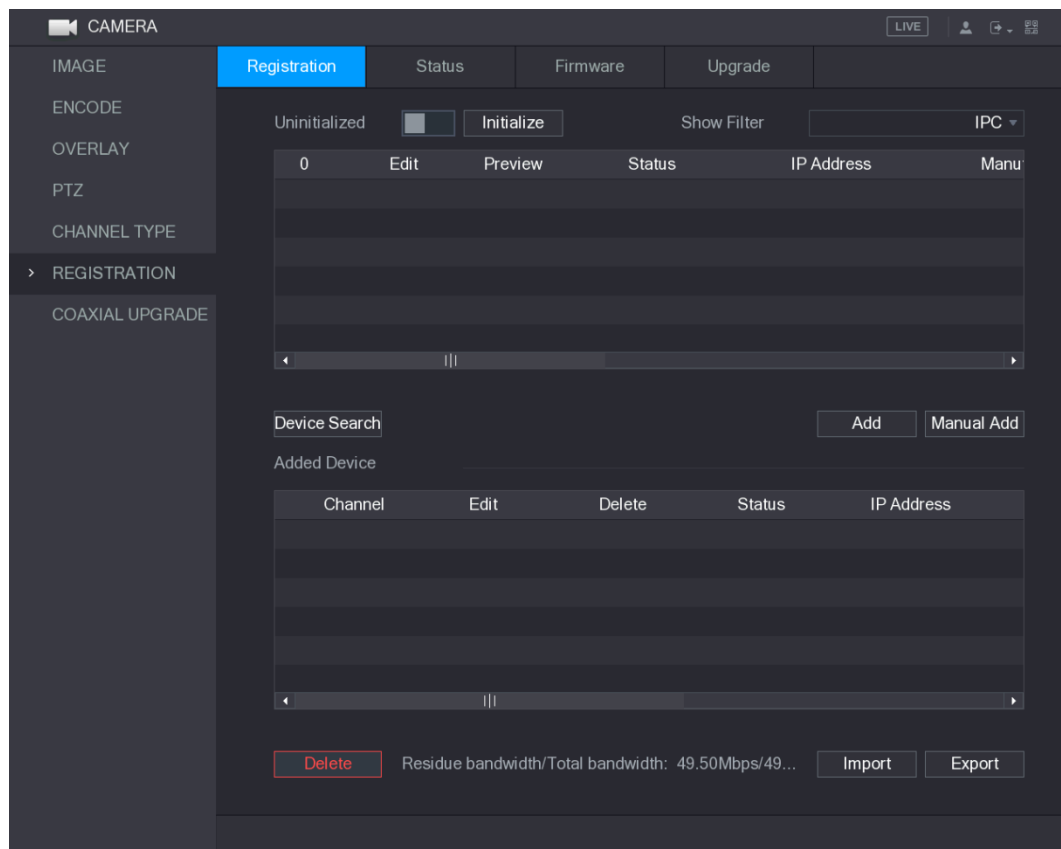 CAMERA LIVE
IMAGE Registration Status Firmware Upgrade
ENCODE Uninitialized Initialize Show Filter IPC
OVERLAY 0 Edit Preview Status IP Address Manu
PTZ
CHANNEL TYPE
REGISTRATION
COAXIAL UPGRADE
Device Search Add Manual Add
Added Device
Channel Edit Delete Status IP Address
Delete Residue bandwidth/Total bandwidth: 49.50Mbps/49... Import Export